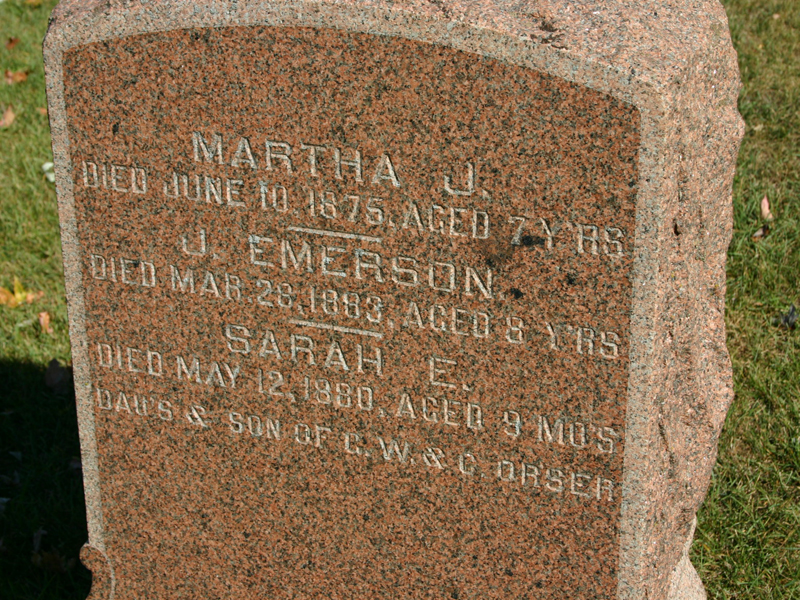 MARTHA J.
DIED JUNE 10, 1875, AGED 7 Y'RS
J. EMERSON.
DIED MAR. 28, 1883, AGED 8 Y'RS
SARAH E.
DIED MAY 12, 1880, AGED 9 MO'S
DAU'S & SON OF G. W. & C. ORSER